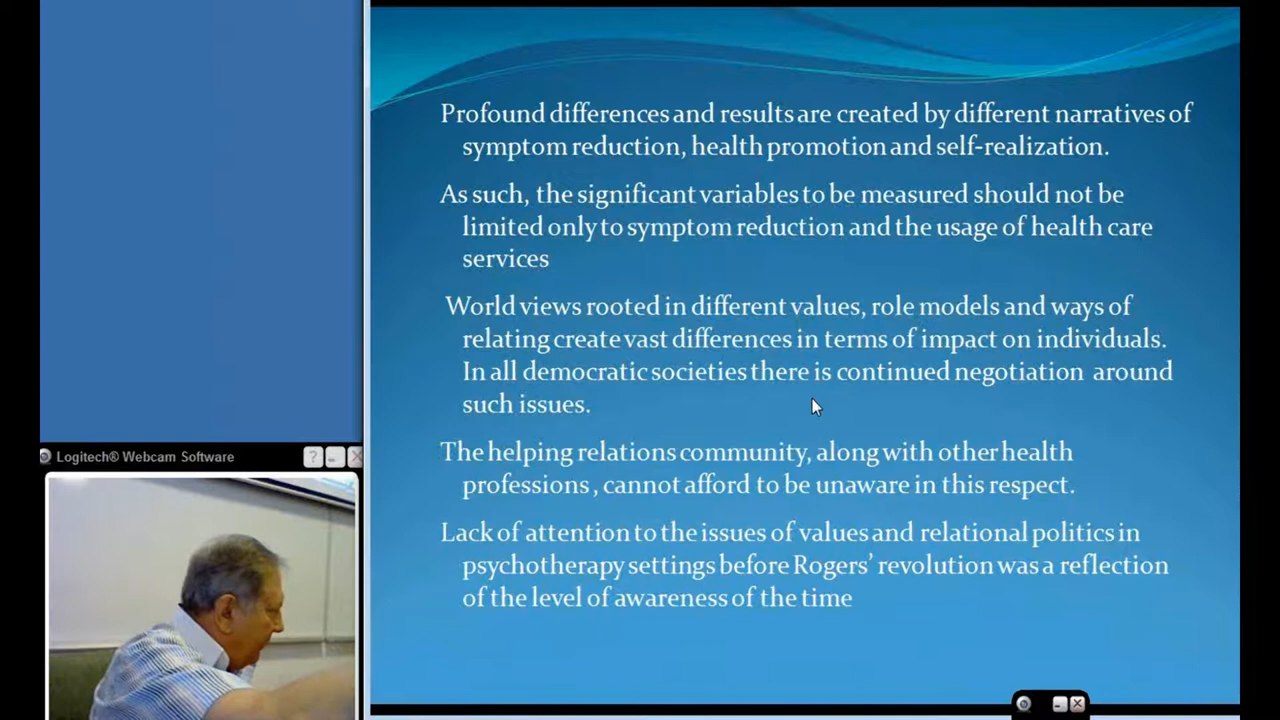 Profound differences and results are created by different narratives of
symptom reduction, health promotion and self-realization.
As such, the significant variables to be measured should not be
limited only to symptom reduction and the usage of health care
services
World views rooted in different values, role models and ways of
relating create vast differences in terms of impact on individuals.
In all democratic societies there is continued negotiation around
such issues.
The helping relations community, along with other health
professions , cannot afford to be unaware in this respect.
Lack of attention to the issues of values and relational politics in
psychotherapy settings before Rogers’ revolution was a reflection
of the level of awareness of the time
Logitech® Webcam Software